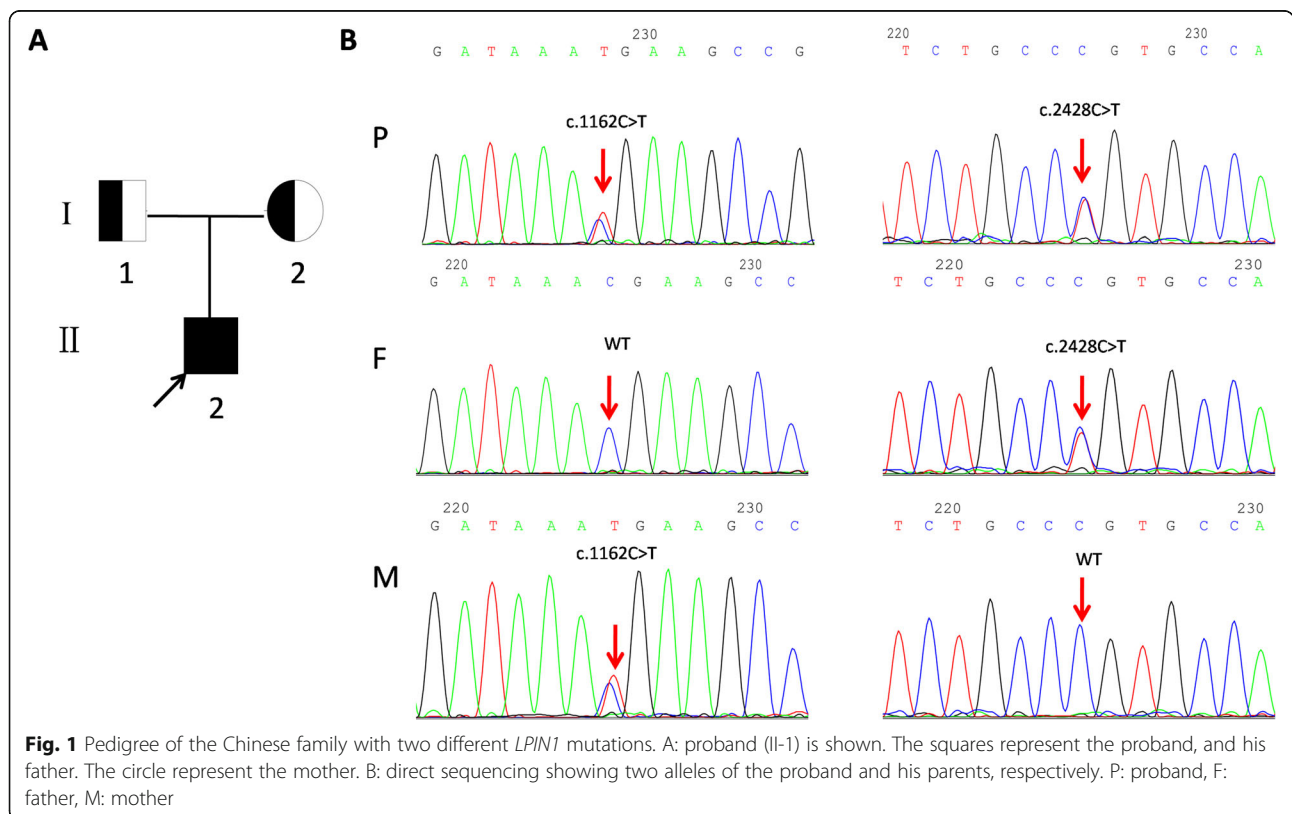 A
B
230
G A T A A A T G A A G C C G
220 230
T C T G C C C G T G C C A
P
c.1162C>T
c.2428C>T
I
1
2
220 230
G A T A A A C G A A G C C
220 230
T C T G C C C G T G C C A
II
2
F
WT
c.2428C>T
220 230
G A T A A A T G A A G C C
220 230
T C T G C C C G T G C C A
M
c.1162C>T
WT
Fig. 1 Pedigree of the Chinese family with two different LPIN1 mutations. A: proband (II-1) is shown. The squares represent the proband, and his
father. The circle represent the mother. B: direct sequencing showing two alleles of the proband and his parents, respectively. P: proband, F:
father, M: mother